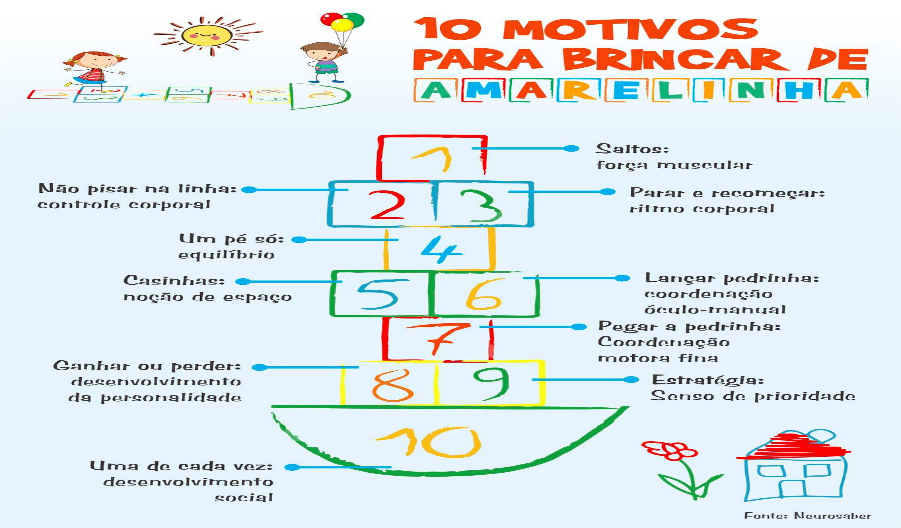 10 MOTIVOS
PARA BRINCAR DE
AMARELINHA
1
Saltos:
força muscular
Não pisar na linha:
controle corporal
2 3
Parar e recomeçar:
ritmo corporal
Um pé só:
equilíbrio
4
Casinhas:
noção de espaço
5 6
Lançar pedrinha:
coordenação
óculo-manual
7
Pegar a pedrinha:
Coordenação
motora fina
Ganhar ou perder:
desenvolvimento
da personalidade
8 9
Estratégia:
Senso de prioridade
10
Uma de cada vez:
desenvolvimento
social
Fonte: Neurosaber